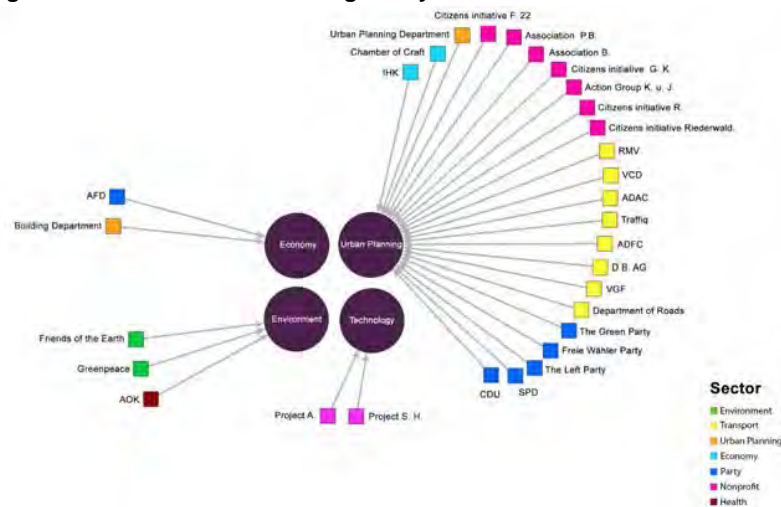 Citizens initiative F. 22
Urban Planning Department
Association P.B.
Chamber of Craft
Association B.
IHK
Citizens initiative G. K
Action Group K. u. J.
Citizens initiative R.
Citizens initiative Riederwald.
RMV
VCD
AFD
ADAC
Traffiq
Building Department
Economy
Urban Planning
ADFC
D B. AG
VGF
Department of Roads
Environment
Technology
The Green Party
Friends of the Earth
Freie Wähler Party
Greenpeace
The Left Party
AOK
CDU
SPD
Project A.
Project S. H.
Sector
Environment
Transport
Urban Planning
Economy
Party
Nonprofit
Health